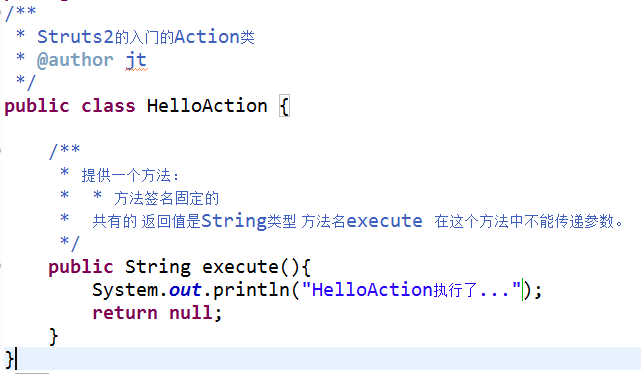 /**
 * Struts2的入门的Action类
 * @author jt
 */
public class HelloAction {
    /**
     * 提供一个方法：
     *  * 方法签名固定的
     *  共有的 返回值是String类型 方法名execute 在这个方法中不能传递参数。
     */
    public String execute(){
        System.out.println("HelloAction执行了...");
        return null;
    }
}